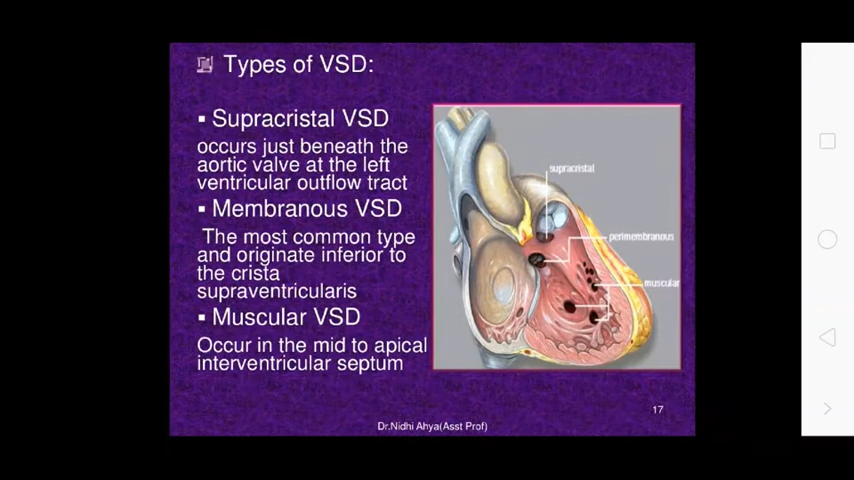 Types of VSD:
▪ Supracristal VSD
occurs just beneath the
aortic valve at the left
ventricular outflow tract
▪ Membranous VSD
The most common type
and originate inferior to
the crista
supraventricularis
▪ Muscular VSD
Occur in the mid to apical
interventricular septum
supracristal
perimembranous
muscular
17
Dr.Nidhi Ahya(Asst Prof)